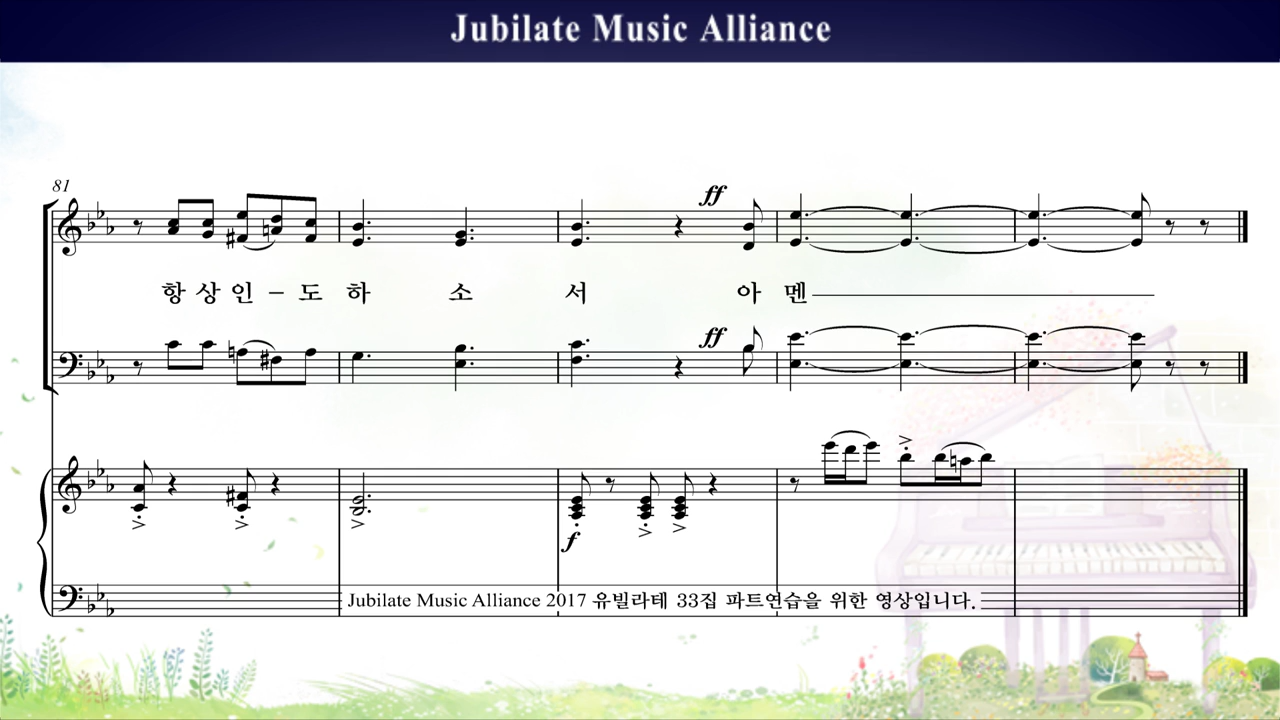 Jubilate Music Alliance
81
ff
항 상 인 – 도 하 소 서 아 멘
ff
f
Jubilate Music Alliance 2017 유빌라테 33집 파트연습을 위한 영상입니다.